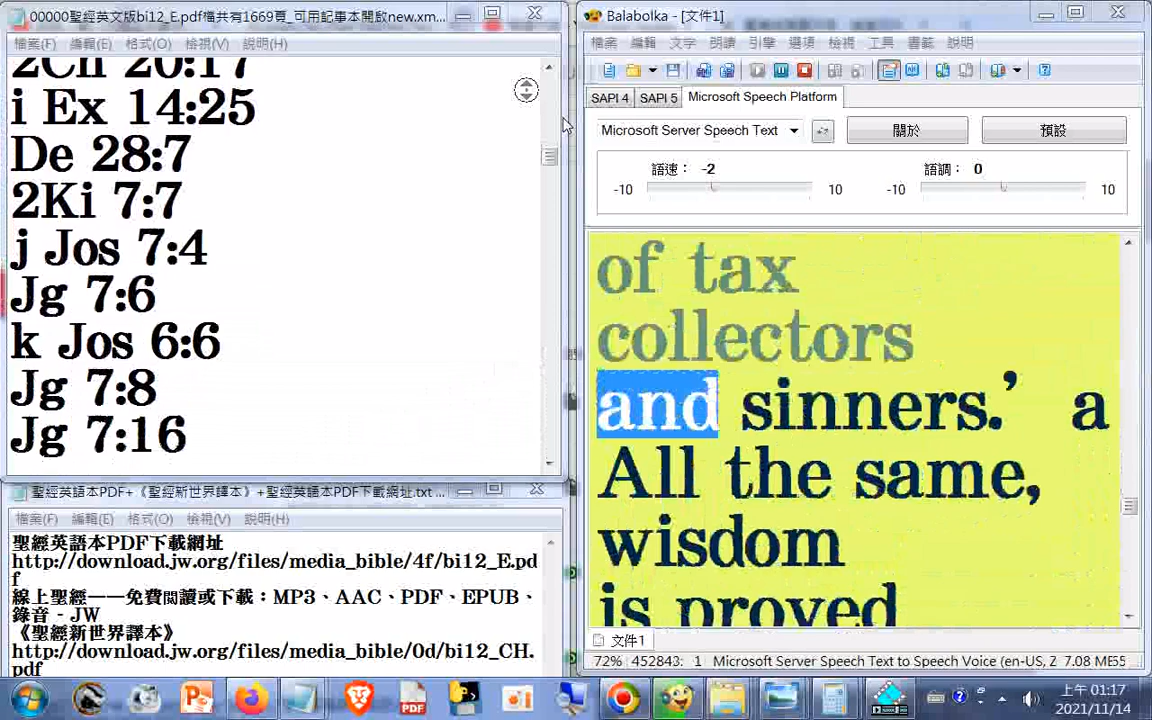 00000聖經英文版bi12_E.pdf檔共有1669頁_可用記事本開啟new.xm...
檔案(F) 編輯(E) 格式(O) 檢視(V) 說明(H)
2Ch 20:17
i Ex 14:25
De 28:7
2Ki 7:7
j Jos 7:4
Jg 7:6
k Jos 6:6
Jg 7:8
Jg 7:16
聖經英語本PDF+《聖經新世界譯本》+聖經英語本PDF下載網址.txt ...
檔案(F) 編輯(E) 格式(O) 檢視(V) 說明(H)
聖經英語本PDF下載網址
http://download.jw.org/files/media_bible/4f/bi12_E.pd
f
線上聖經——免費閱讀或下載：MP3、AAC、PDF、EPUB、
錄音 - JW
《聖經新世界譯本》
http://download.jw.org/files/media_bible/0d/bi12_CH.
pdf
Balabolka - [文件1]
檔案 編輯 文字 朗讀 引擎 選項 檢視 工具 書籤 說明
SAPI 4 SAPI 5 Microsoft Speech Platform
Microsoft Server Speech Text 關於 預設
語速： -2 語調： 0
-10 10 -10 10
of tax
collectors
and sinners.’ a
All the same,
wisdom
is proved
文件1
72% 452843: 1 Microsoft Server Speech Text to Speech Voice (en-US, Z 7.08 ME55
上午 01:17
2021/11/14